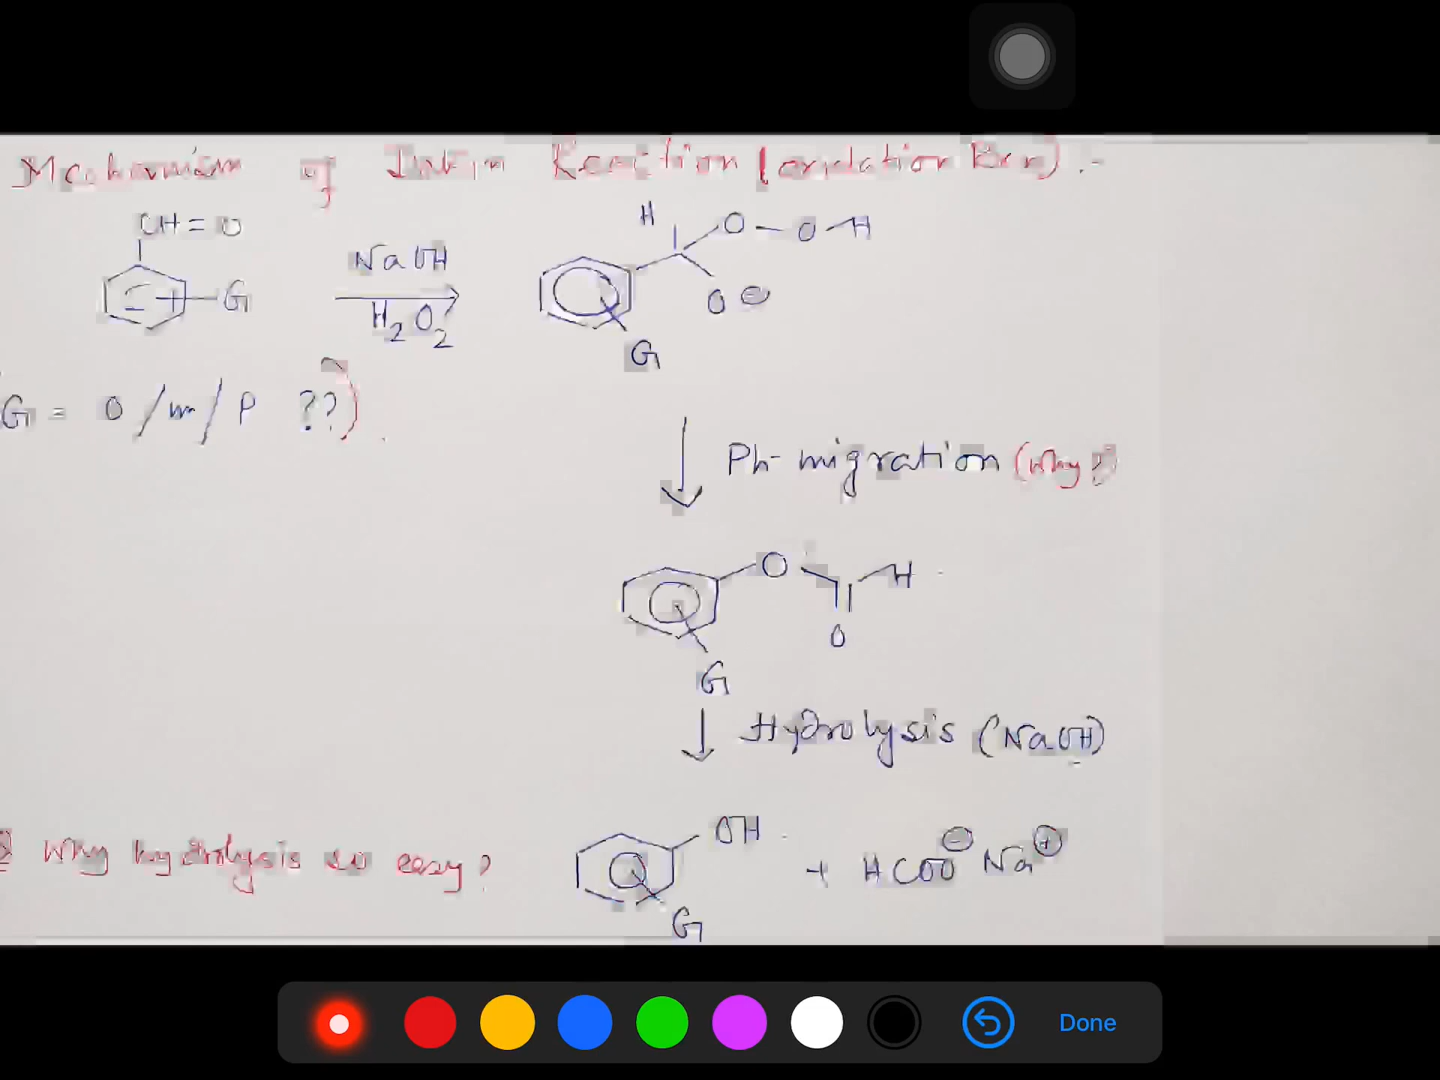 Mechanism of Dakin Reaction (oxidation Rxn) :-
CH = O
G
NaOH
H2O2
H
O - O - H
O ⊖
G
G = O / m / P ??)
Ph- migration (why?)
O
H
O
G
Hydrolysis (NaOH)
Q Why hydrolysis so easy?
OH
G
+ HCOO⊖ Na⊕
Done